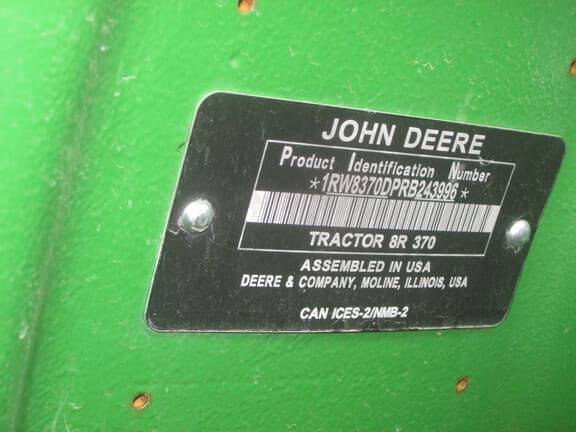 JOHN DEERE
Product Identification Number
*1RW8370DPRB243996*
TRACTOR 8R 370
ASSEMBLED IN USA
DEERE & COMPANY, MOLINE, ILLINOIS, USA
CAN ICES-2/NMB-2